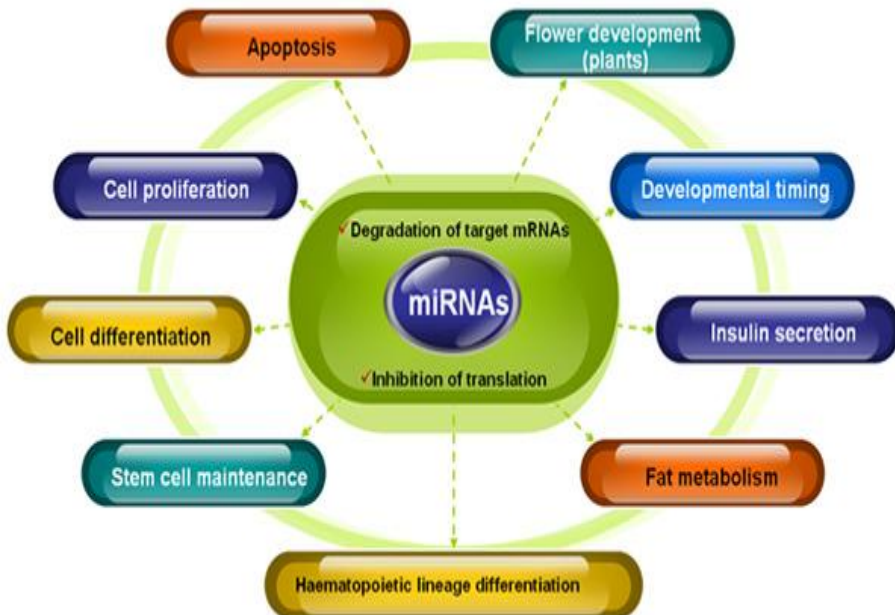 Apoptosis
Flower development
(plants)
Cell proliferation
Developmental timing
Degradation of target mRNAs
miRNAs
Cell differentiation
Insulin secretion
Inhibition of translation
Stem cell maintenance
Fat metabolism
Haematopoietic lineage differentiation